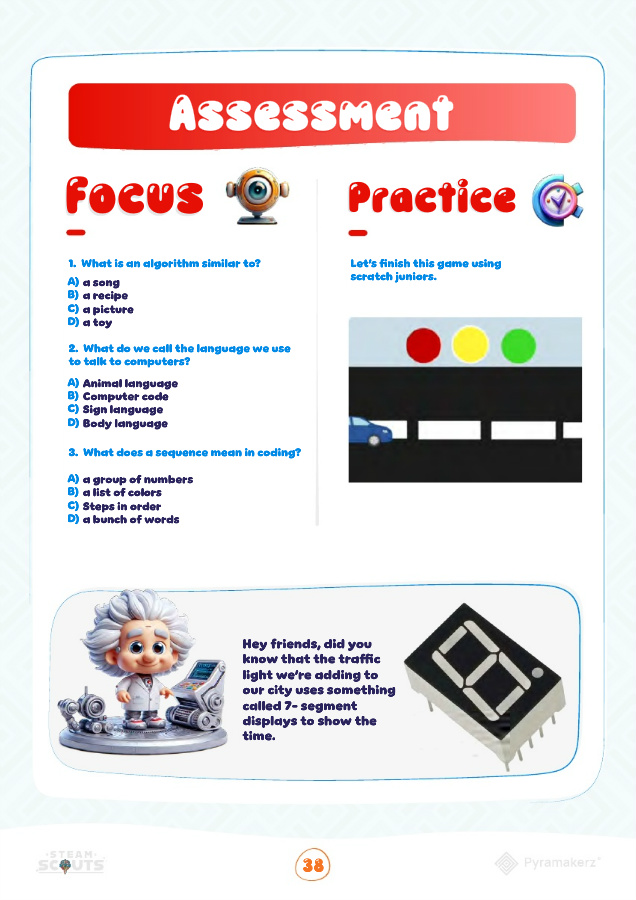 Assessment
Focus
1. What is an algorithm similar to?
A) a song
B) a recipe
C) a picture
D) a toy
2. What do we call the language we use
to talk to computers?
A) Animal language
B) Computer code
C) Sign language
D) Body language
3. What does a sequence mean in coding?
A) a group of numbers
B) a list of colors
C) Steps in order
D) a bunch of words
Practice
Let's finish this game using
scratch juniors.
Hey friends, did you
know that the traffic
light we're adding to
our city uses something
called 7- segment
displays to show the
time.
STEAM
SCOUTS
38
Pyramakerz